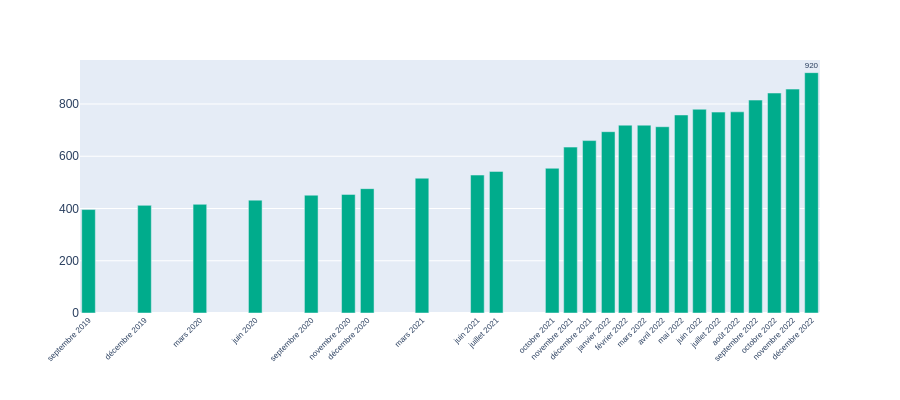 920
800
600
400
200
0
septembre 2019
décembre 2019
mars 2020
juin 2020
septembre 2020
novembre 2020
décembre 2020
mars 2021
juin 2021
juillet 2021
octobre 2021
novembre 2021
décembre 2021
janvier 2022
février 2022
mars 2022
avril 2022
mai 2022
juin 2022
juillet 2022
août 2022
septembre 2022
octobre 2022
novembre 2022
décembre 2022